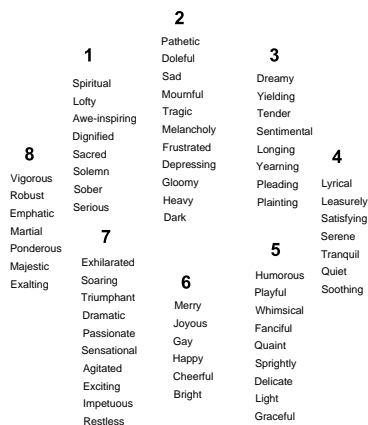 1
Spiritual
Lofty
Awe-inspiring
Dignified
Sacred
Solemn
Sober
Serious
2
Pathetic
Doleful
Sad
Mournful
Tragic
Melancholy
Frustrated
Depressing
Gloomy
Heavy
Dark
3
Dreamy
Yielding
Tender
Sentimental
Longing
Yearning
Pleading
Plainting
4
Lyrical
Leasurely
Satisfying
Serene
Tranquil
Quiet
Soothing
5
Humorous
Playful
Whimsical
Fanciful
Quaint
Sprightly
Delicate
Light
Graceful
6
Merry
Joyous
Gay
Happy
Cheerful
Bright
7
Exhilarated
Soaring
Triumphant
Dramatic
Passionate
Sensational
Agitated
Exciting
Impetuous
Restless
8
Vigorous
Robust
Emphatic
Martial
Ponderous
Majestic
Exalting